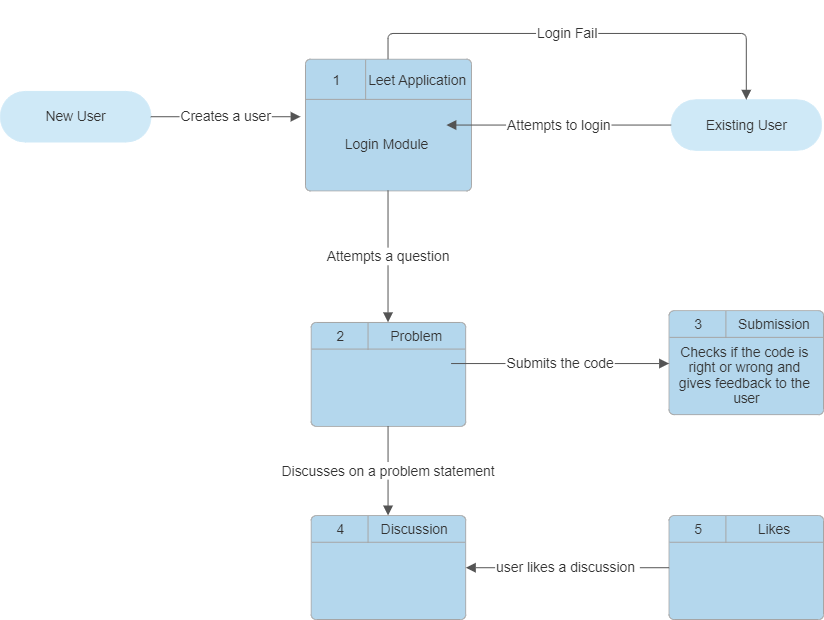 Login Fail
1
Leet Application
New User
Creates a user
Attempts to login
Existing User
Login Module
Attempts a question
2
Problem
3
Submission
Checks if the code is
right or wrong and
gives feedback to the
user
Submits the code
Discusses on a problem statement
4
Discussion
5
Likes
user likes a discussion